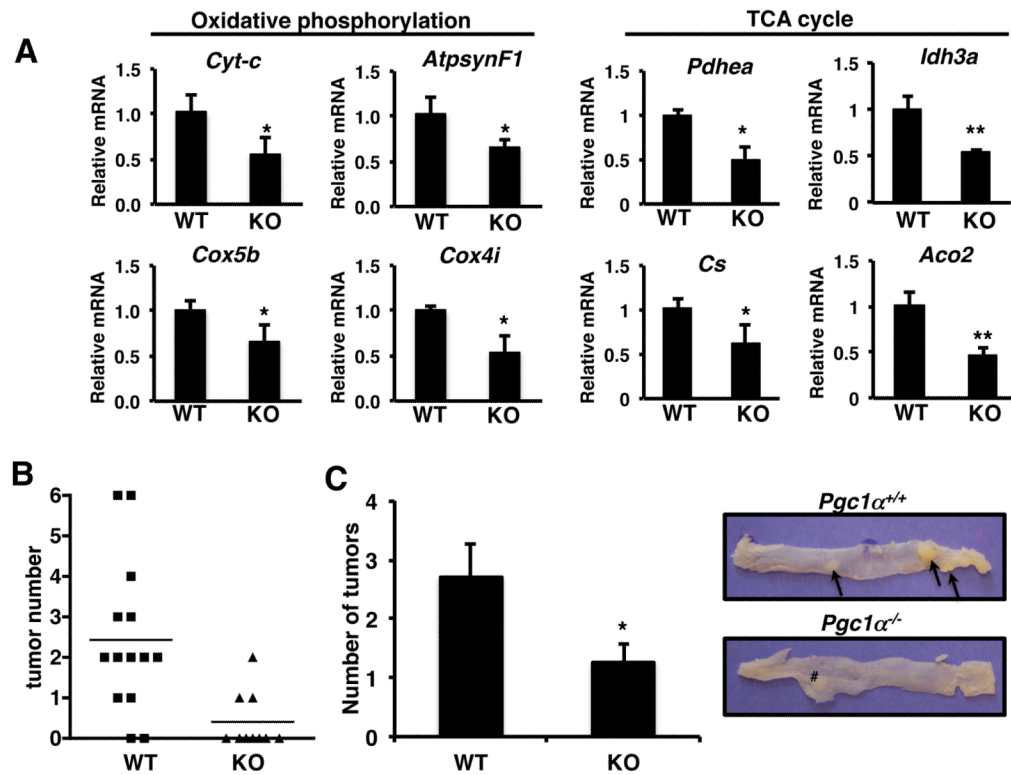 Oxidative phosphorylation
TCA cycle
A
Cyt-c
Relative mRNA
1.5
1.0
0.5
0.0
*
WT KO
AtpsynF1
Relative mRNA
1.5
1.0
0.5
0.0
*
WT KO
Pdhea
Relative mRNA
1.5
1
0.5
0
*
WT KO
Idh3a
Relative mRNA
1.5
1
0.5
0
**
WT KO
Cox5b
Relative mRNA
1.5
1.0
0.5
0.0
*
WT KO
Cox4i
Relative mRNA
1.5
1.0
0.5
0.0
*
WT KO
Cs
Relative mRNA
1.5
1
0.5
0
*
WT KO
Aco2
Relative mRNA
1.5
1
0.5
0
**
WT KO
B
tumor number
6
5
4
3
2
1
0
WT KO
C
Number of tumors
4
3
2
1
0
*
WT KO
Pgc1α+/+
Pgc1α-/-
#